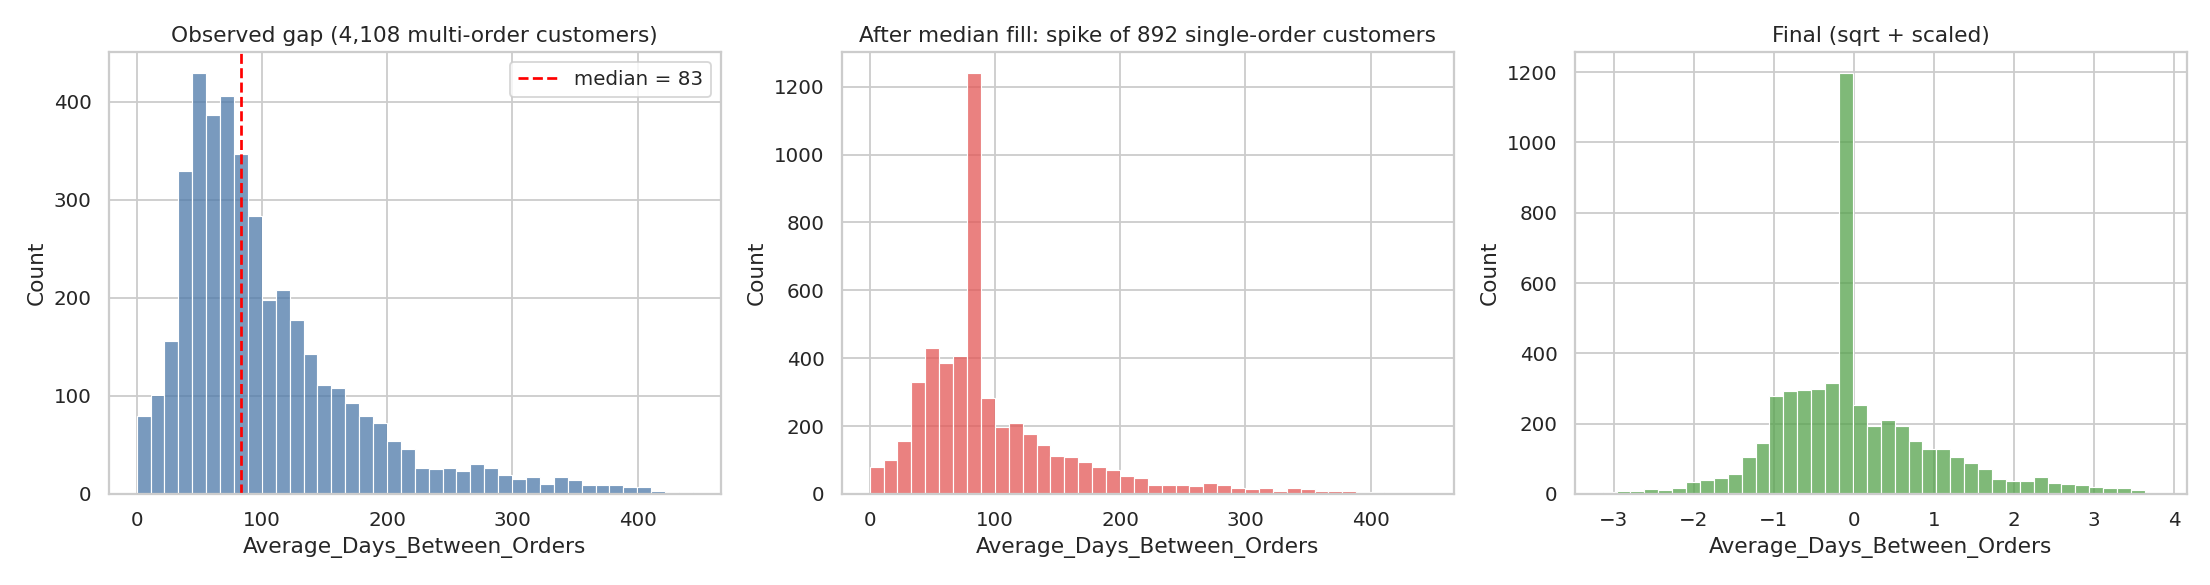 Observed gap (4,108 multi-order customers)
median = 83
Count
400
300
200
100
0
0 100 200 300 400
Average_Days_Between_Orders
After median fill: spike of 892 single-order customers
Count
1200
1000
800
600
400
200
0
0 100 200 300 400
Average_Days_Between_Orders
Final (sqrt + scaled)
Count
1200
1000
800
600
400
200
0
−3 −2 −1 0 1 2 3 4
Average_Days_Between_Orders